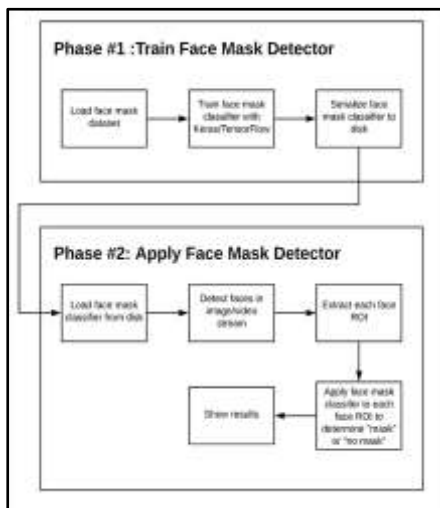 Phase #1 :Train Face Mask Detector
Load face mask
dataset
Train face mask
classifier with
Keras/TensorFlow
Serialize face
mask classifier to
disk
Phase #2: Apply Face Mask Detector
Load face mask
classifier from disk
Detect faces in
image/video
stream
Extract each face
ROI
Apply face mask
classifier to each
face ROI to
determine "mask"
or "no mask"
Show results